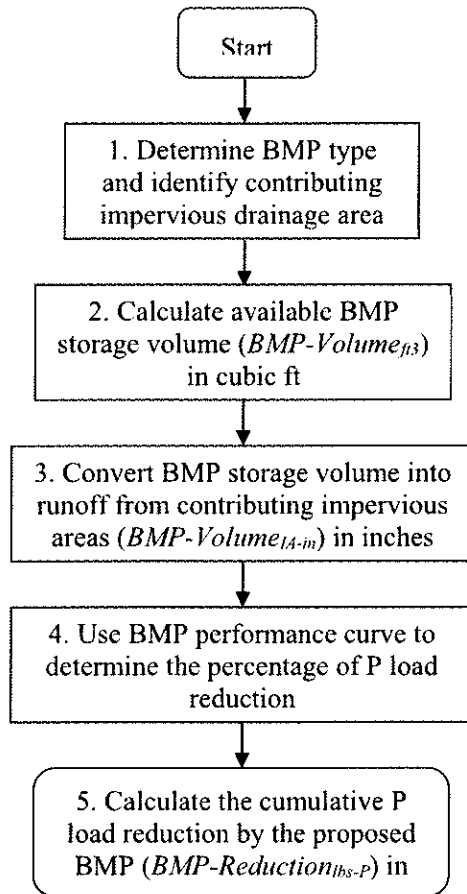 Start
1. Determine BMP type
and identify contributing
impervious drainage area
2. Calculate available BMP
storage volume (BMP-Volume_ft3)
in cubic ft
3. Convert BMP storage volume into
runoff from contributing impervious
areas (BMP-Volume_IA-in) in inches
4. Use BMP performance curve to
determine the percentage of P load
reduction
5. Calculate the cumulative P
load reduction by the proposed
BMP (BMP-Reduction_lbs-P) in